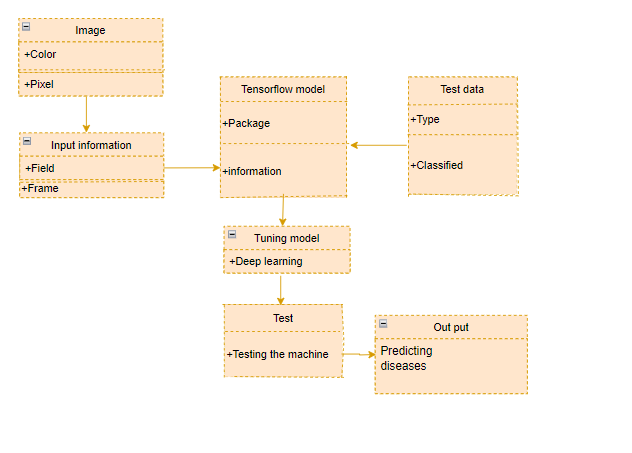 Image
+Color
+Pixel
Input information
+Field
+Frame
Tensorflow model
+Package
+information
Test data
+Type
+Classified
Tuning model
+Deep learning
Test
+Testing the machine
Out put
Predicting
diseases